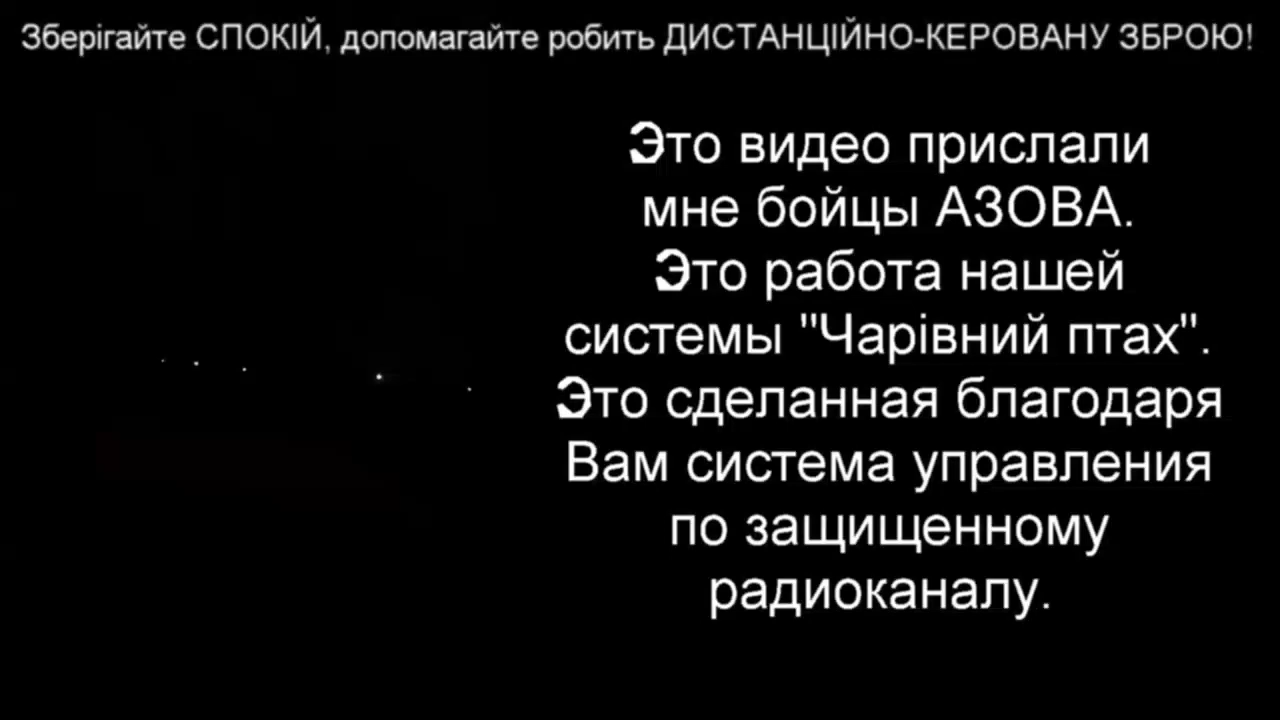 Зберігайте СПОКІЙ, допомагайте робить ДИСТАНЦІЙНО-КЕРОВАНУ ЗБРОЮ!
Это видео прислали
мне бойцы АЗОВА.
Это работа нашей
системы "Чарівний птах".
Это сделанная благодаря
Вам система управления
по защищенному
радиоканалу.